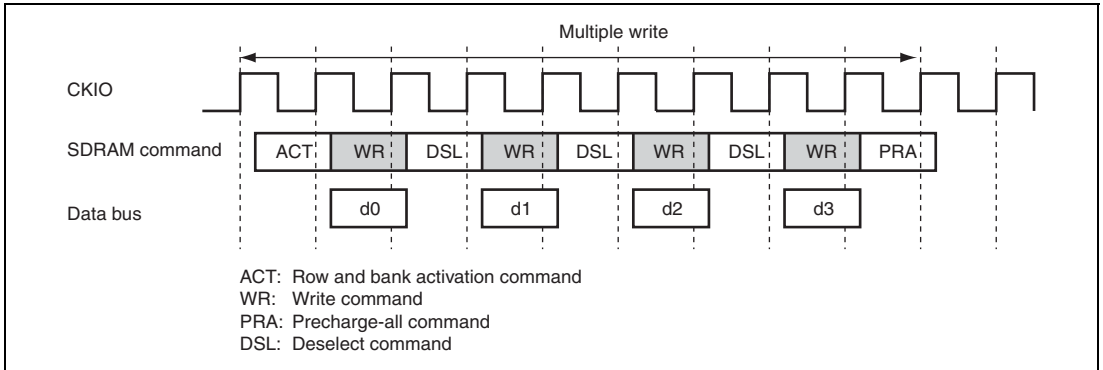 Multiple write
CKIO
SDRAM command ACT WR DSL WR DSL WR DSL WR PRA
Data bus d0 d1 d2 d3
ACT: Row and bank activation command
WR: Write command
PRA: Precharge-all command
DSL: Deselect command